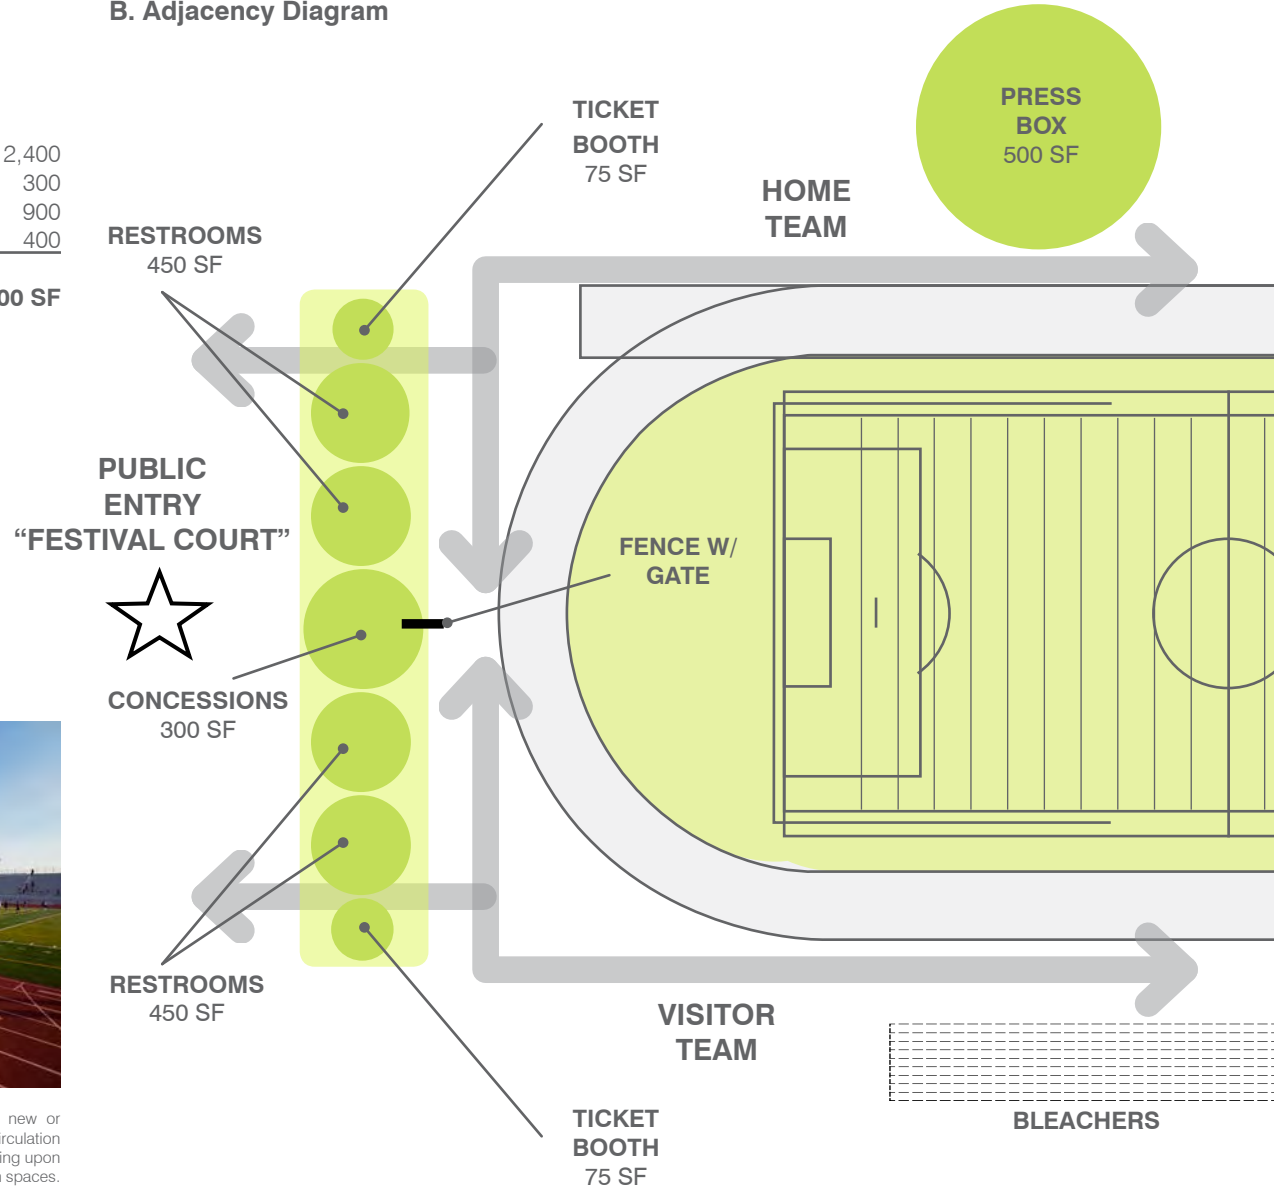 B. Adjacency Diagram
2,400
300
900
400
00 SF
TICKET
BOOTH
75 SF
PRESS
BOX
500 SF
HOME
TEAM
RESTROOMS
450 SF
PUBLIC
ENTRY
“FESTIVAL COURT”
FENCE W/
GATE
CONCESSIONS
300 SF
RESTROOMS
450 SF
VISITOR
TEAM
BLEACHERS
TICKET
BOOTH
75 SF
new or
irculation
ing upon
spaces.